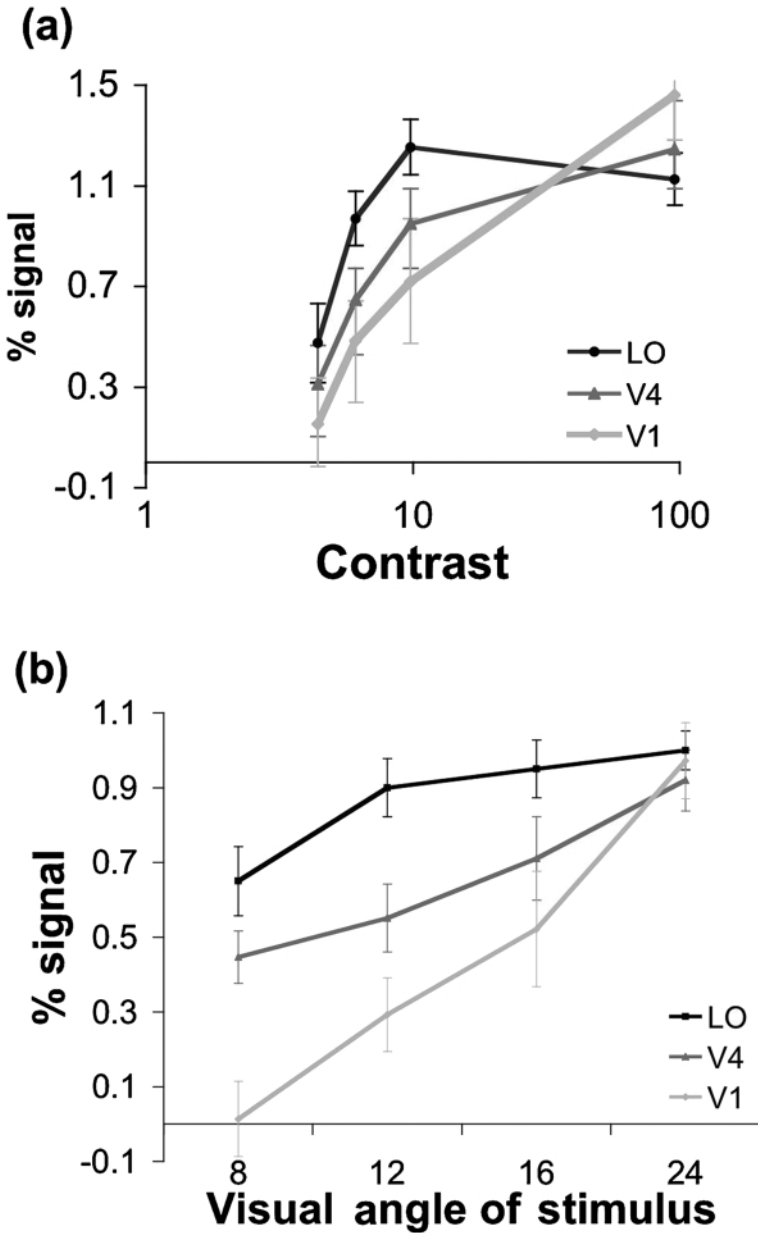 (a)
1.5
1.1
0.7
0.3
-0.1
% signal
LO
V4
V1
1 10 100
Contrast
(b)
1.1
0.9
0.7
0.5
0.3
0.1
-0.1
% signal
LO
V4
V1
8 12 16 24
Visual angle of stimulus